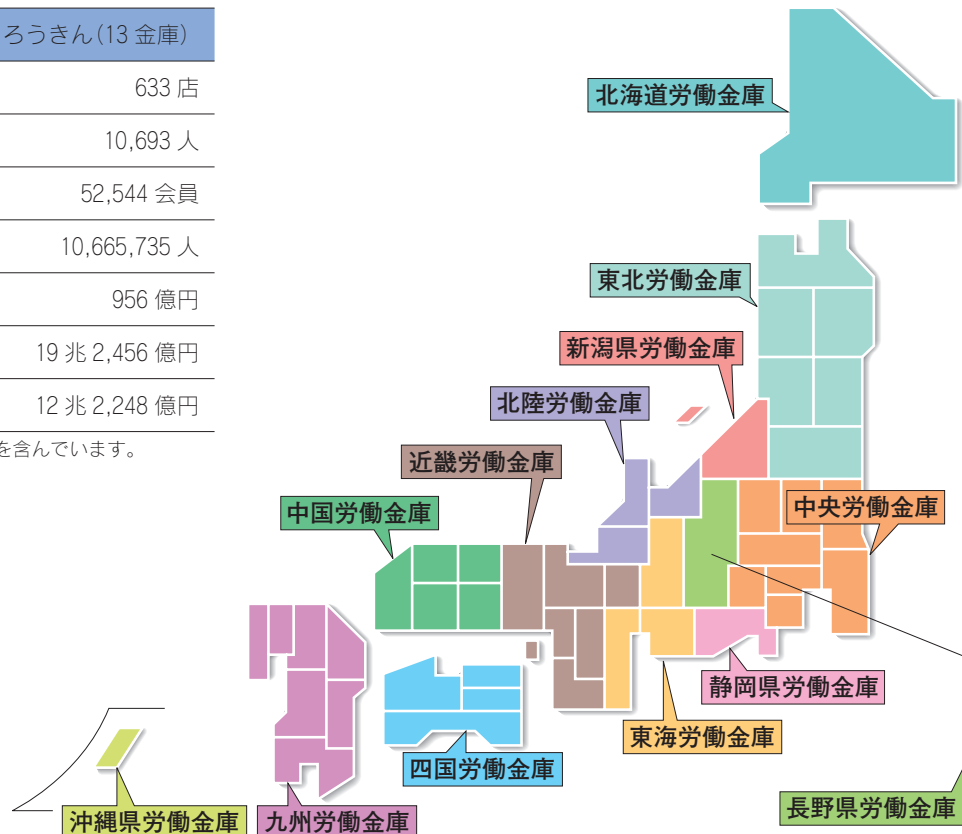 ろうきん(13 金庫)
633 店
10,693 人
52,544 会員
10,665,735 人
956 億円
19 兆 2,456 億円
12 兆 2,248 億円
を含んでいます。
北海道労働金庫
東北労働金庫
新潟県労働金庫
北陸労働金庫
近畿労働金庫
中国労働金庫
中央労働金庫
静岡県労働金庫
東海労働金庫
四国労働金庫
長野県労働金庫
沖縄県労働金庫
九州労働金庫